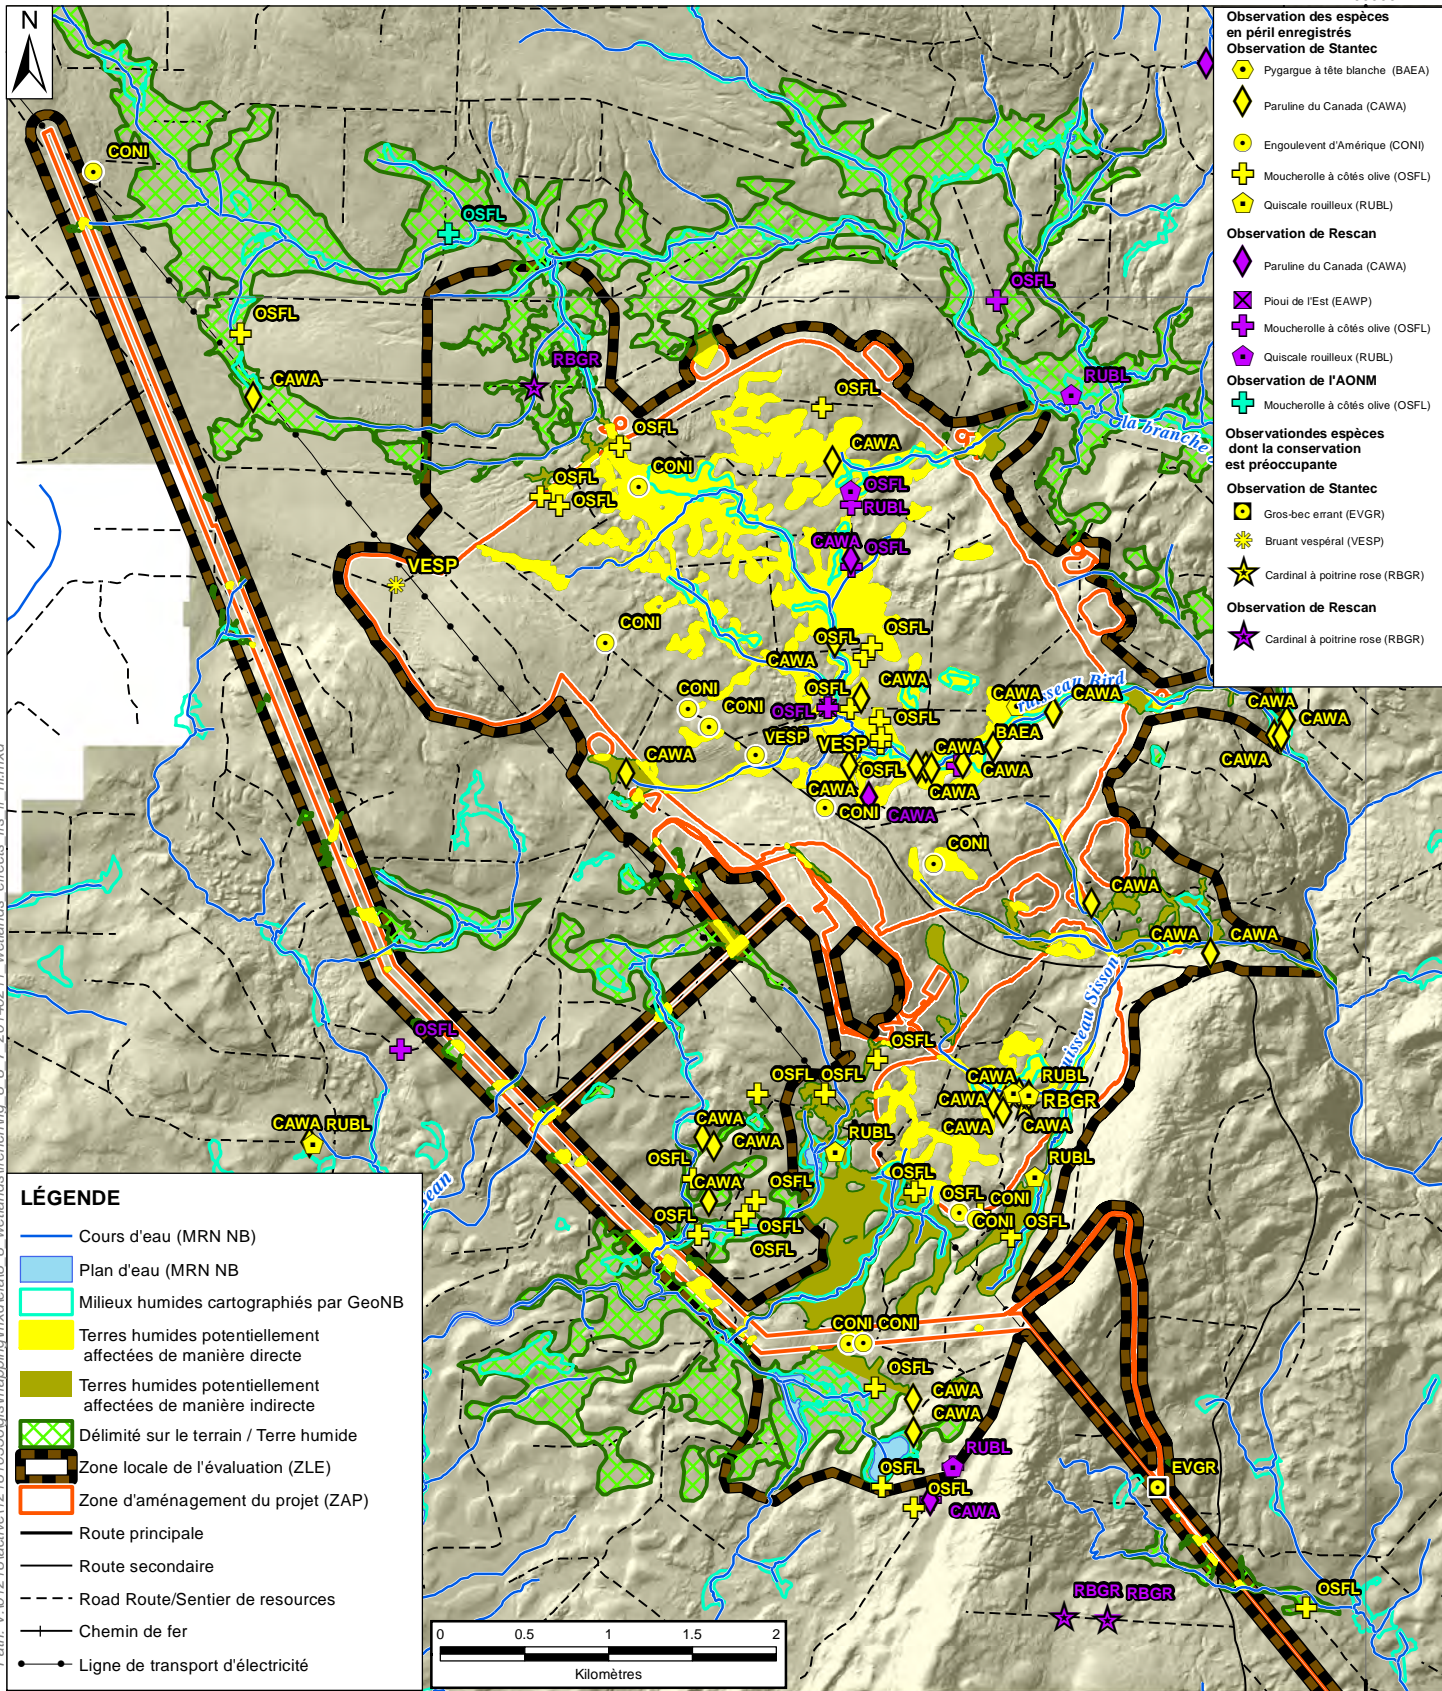 N
Observation des espèces
en péril enregistrés
Observation de Stantec
Pygargue à tête blanche (BAEA)
Paruline du Canada (CAWA)
Engoulevent d'Amérique (CONI)
Moucherolle à côtés olive (OSFL)
Quiscale rouilleux (RUBL)
Observation de Rescan
Paruline du Canada (CAWA)
Pioui de l'Est (EAWP)
Moucherolle à côtés olive (OSFL)
Quiscale rouilleux (RUBL)
Observation de l'AONM
Moucherolle à côtés olive (OSFL)
Observationdes espèces
dont la conservation
est préoccupante
Observation de Stantec
Gros-bec errant (EVGR)
Bruant vespéral (VESP)
Cardinal à poitrine rose (RBGR)
Observation de Rescan
Cardinal à poitrine rose (RBGR)
CONI
OSFL
OSFL
OSFL
CAWA
RBGR
RUBL
la branche
OSFL
OSFL
CAWA
OSFL
CONI
OSFL
OSFL
RUBL
CAWA
OSFL
VESP
CONI
OSFL
OSFL
CAWA
CAWA
CONI
OSFL
CAWA
ruisseau Bird
CAWA
CONI
OSFL
OSFL
CAWA
CAWA
VESP
VESP
BAEA
CAWA
CAWA
OSFL
CAWA
CAWA
CAWA
CAWA
CONI
CAWA
CONI
CAWA
CAWA
CAWA
ruisseau Sisson
OSFL
OSFL
OSFL
OSFL
CAWA
RUBL
CAWA
RBGR
CAWA
CAWA
CAWA RUBL
CAWA
CAWA
RUBL
OSFL
RUBL
CAWA
OSFL
OSFL
OSFL
CONI
OSFL
OSFL
CONI
OSFL
OSFL
CONI
CONI
OSFL
CAWA
CAWA
RUBL
OSFL
OSFL
CAWA
EVGR
RBGR
RBGR
OSFL
LÉGENDE
Cours d'eau (MRN NB)
Plan d'eau (MRN NB
Milieux humides cartographiés par GeoNB
Terres humides potentiellement
affectées de manière directe
Terres humides potentiellement
affectées de manière indirecte
Délimité sur le terrain / Terre humide
Zone locale de l'évaluation (ZLE)
Zone d'aménagement du projet (ZAP)
Route principale
Route secondaire
Road Route/Sentier de resources
Chemin de fer
Ligne de transport d'électricité
0 0.5 1 1.5 2
Kilomètres